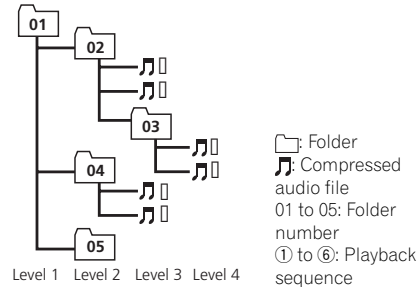 01
02
03
04
05
Level 1 Level 2 Level 3 Level 4
: Folder
: Compressed
audio file
01 to 05: Folder
number
① to ⑥: Playback
sequence